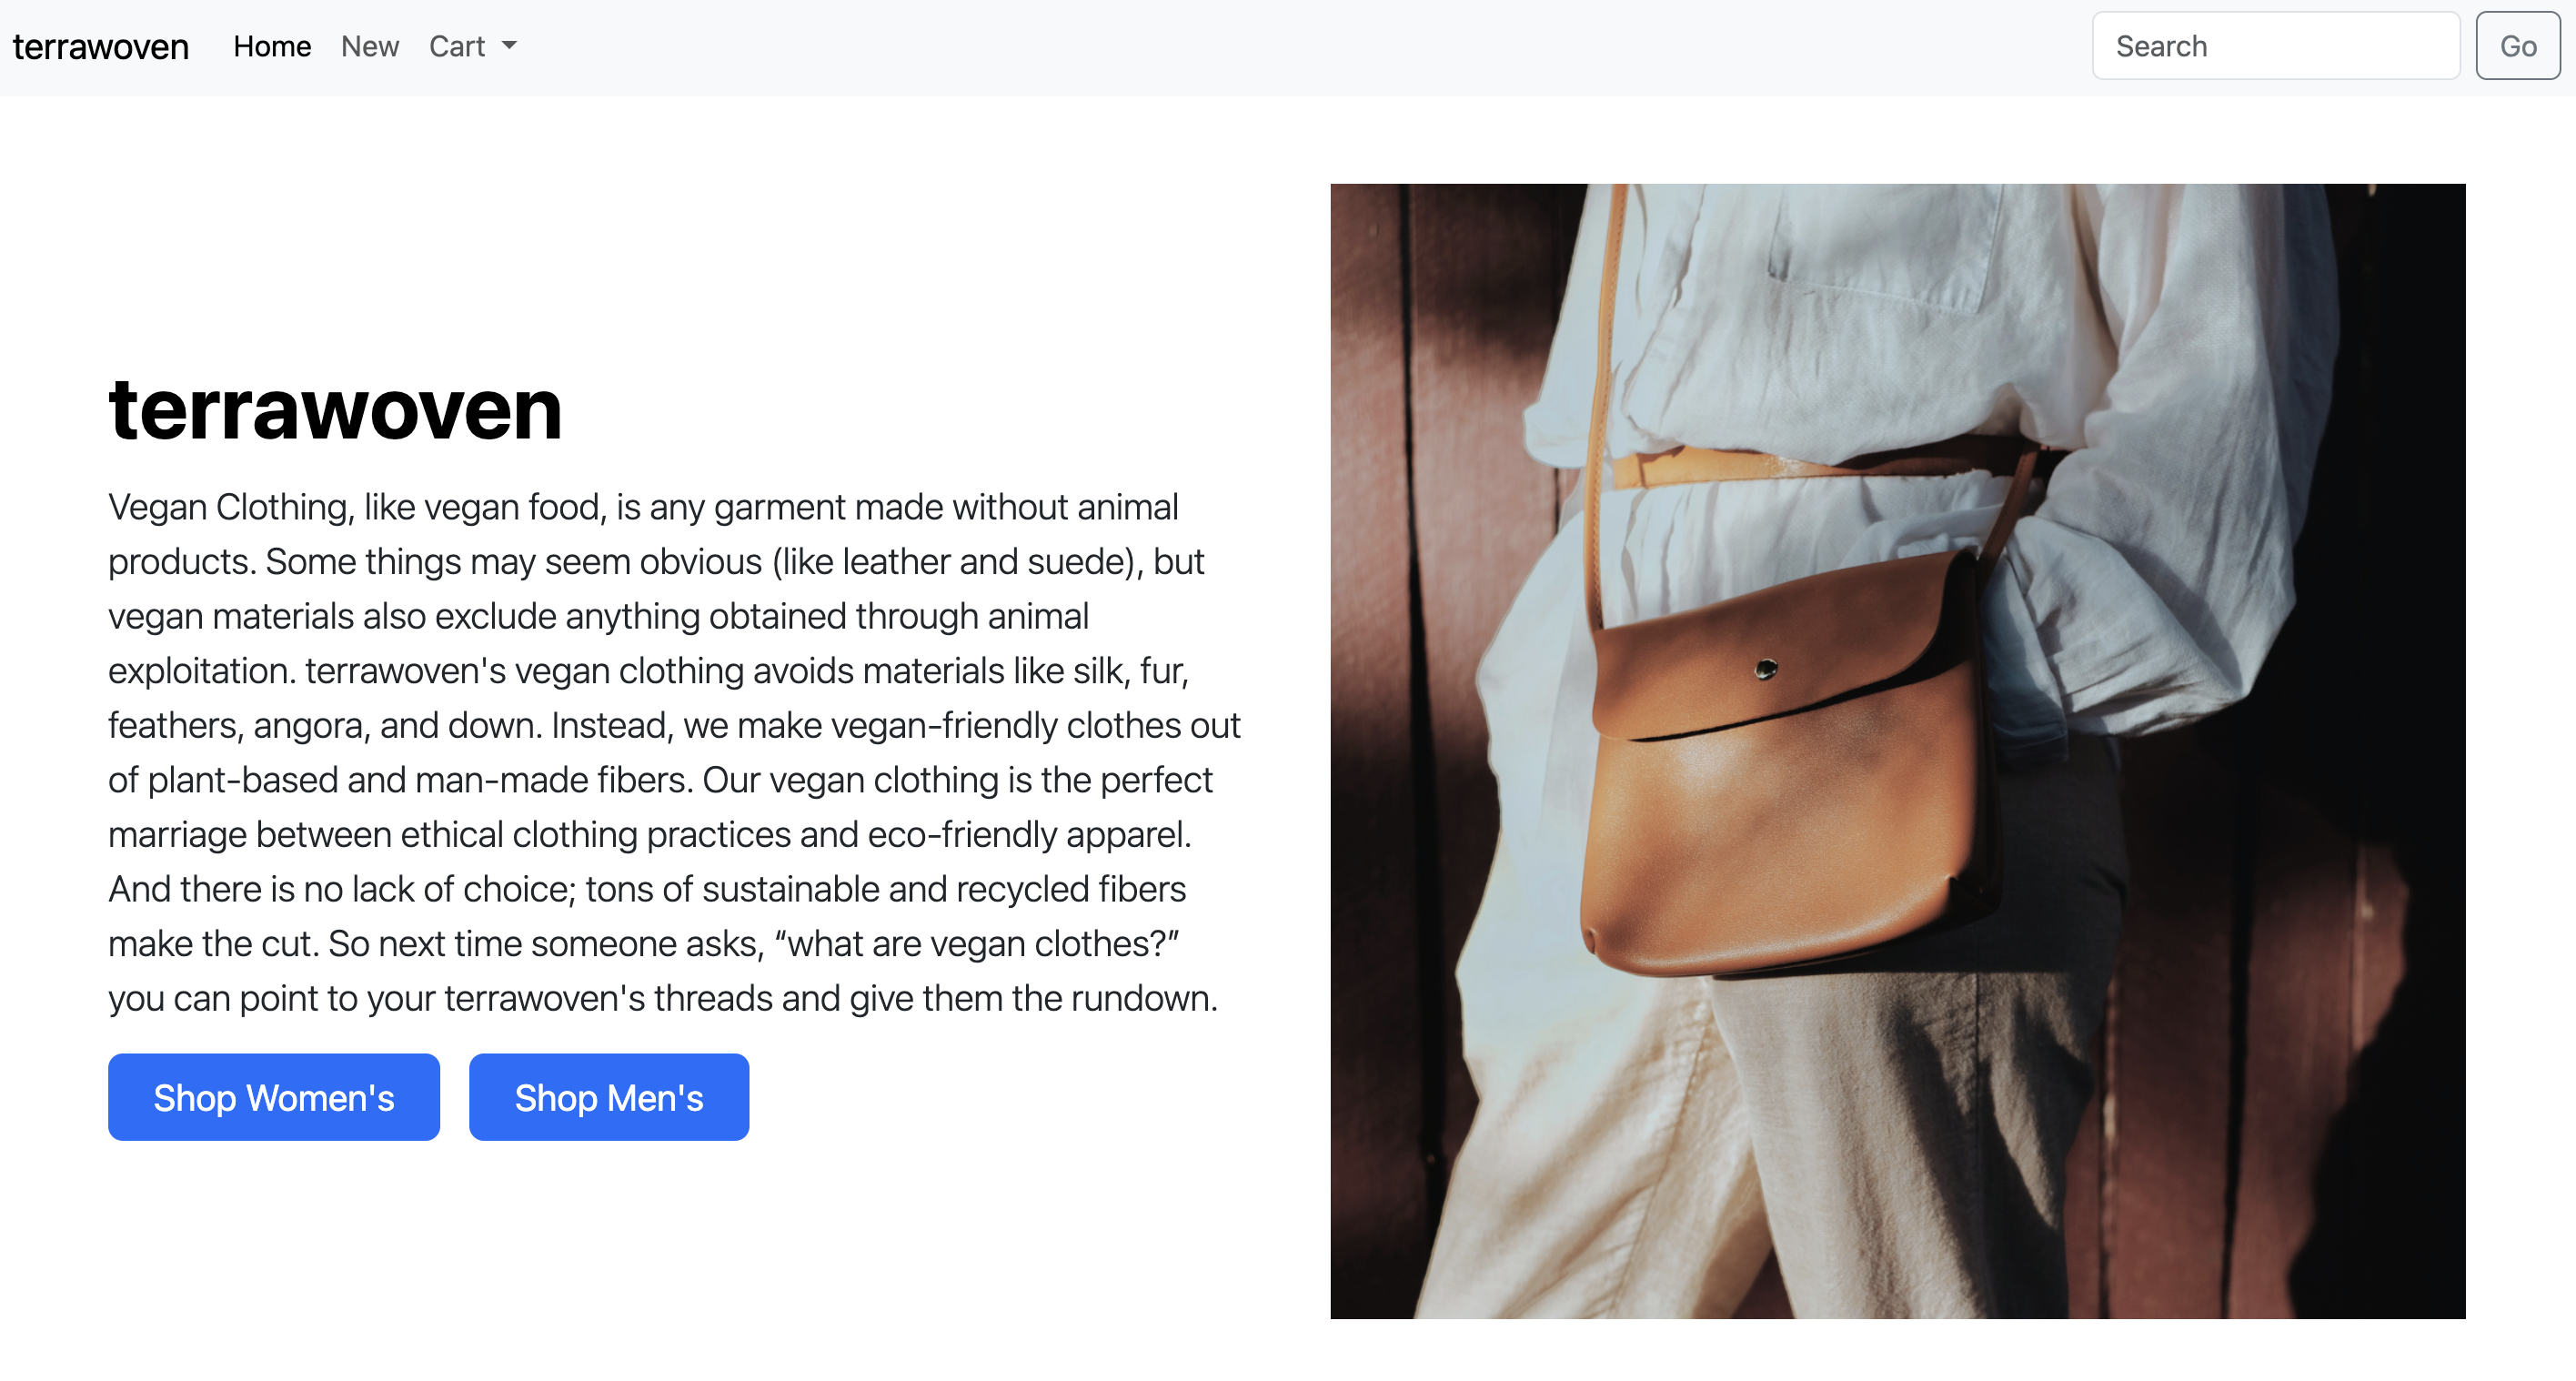 terrawoven Home New Cart Search Go
terrawoven
Vegan Clothing, like vegan food, is any garment made without animal
products. Some things may seem obvious (like leather and suede), but
vegan materials also exclude anything obtained through animal
exploitation. terrawoven's vegan clothing avoids materials like silk, fur,
feathers, angora, and down. Instead, we make vegan-friendly clothes out
of plant-based and man-made fibers. Our vegan clothing is the perfect
marriage between ethical clothing practices and eco-friendly apparel.
And there is no lack of choice; tons of sustainable and recycled fibers
make the cut. So next time someone asks, “what are vegan clothes?”
you can point to your terrawoven's threads and give them the rundown.
Shop Women's Shop Men's